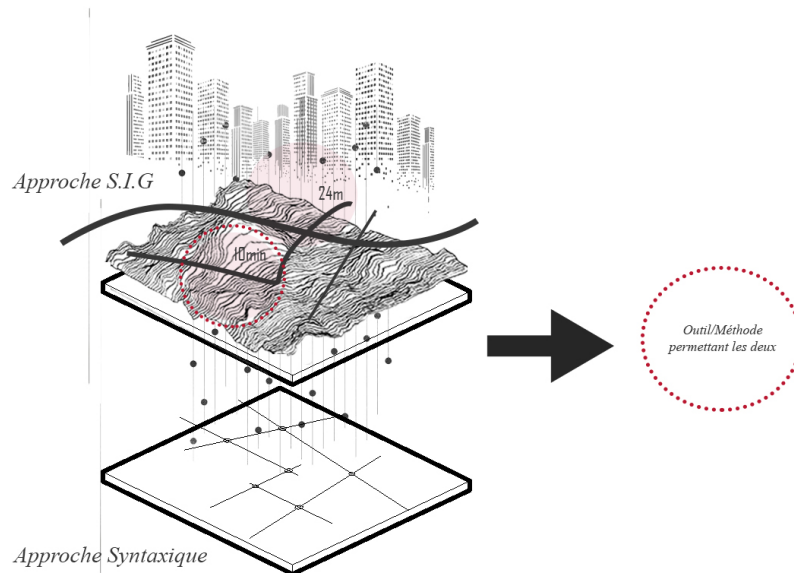 Approche S.I.G
24m
10min
Outil/Méthode
permettant les deux
Approche Syntaxique